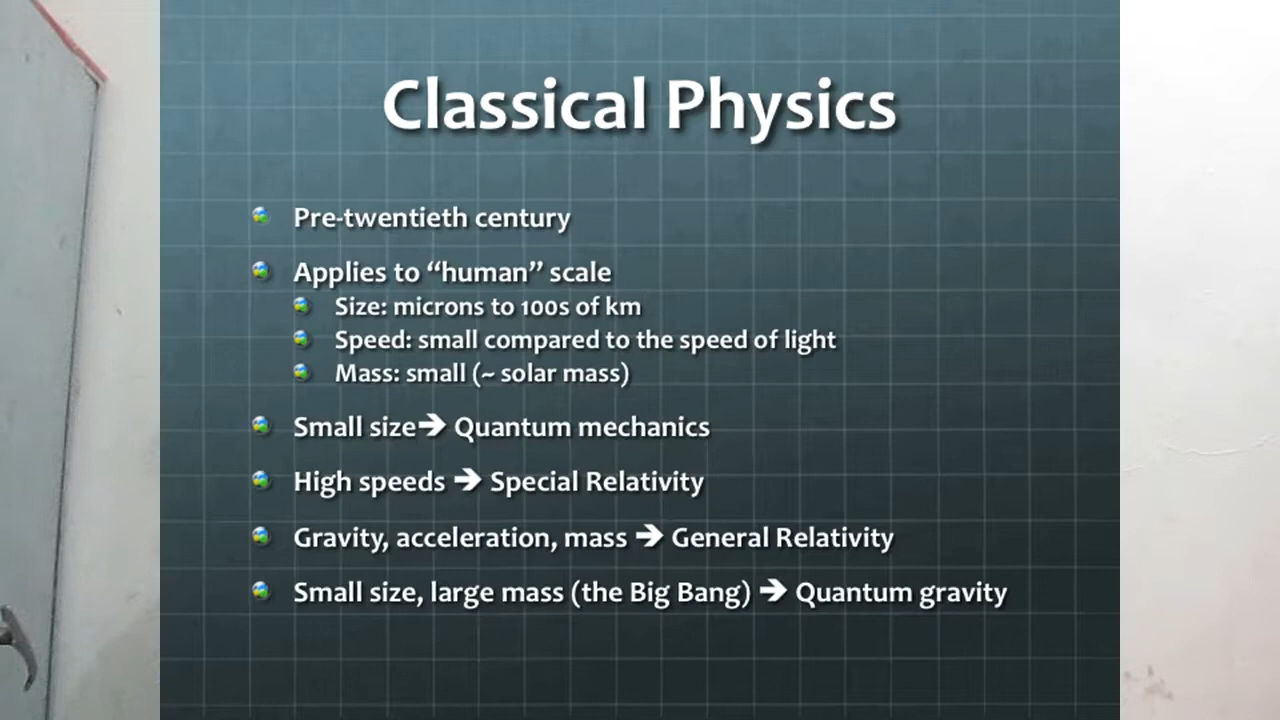 Classical Physics
Pre-twentieth century
Applies to “human” scale
Size: microns to 100s of km
Speed: small compared to the speed of light
Mass: small (~ solar mass)
Small size➔ Quantum mechanics
High speeds ➔ Special Relativity
Gravity, acceleration, mass ➔ General Relativity
Small size, large mass (the Big Bang) ➔ Quantum gravity